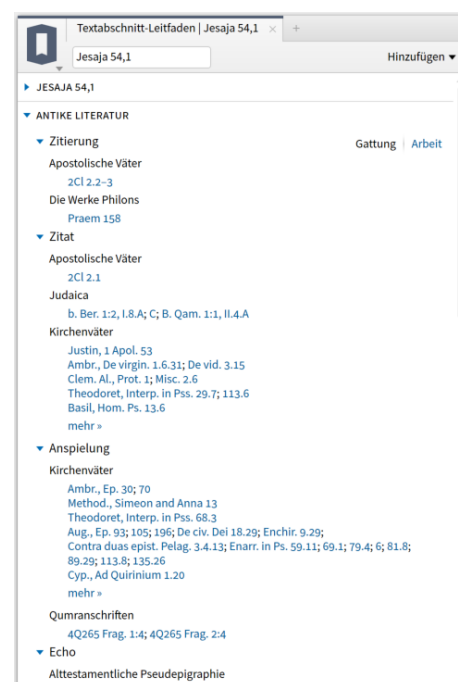 Textabschnitt-Leitfaden | Jesaja 54,1 × +
Jesaja 54,1 Hinzufügen
JESAJA 54,1
ANTIKE LITERATUR
Zitierung Gattung | Arbeit
Apostolische Väter
2Cl 2.2–3
Die Werke Philons
Praem 158
Zitat
Apostolische Väter
2Cl 2.1
Judaica
b. Ber. 1:2, I.8.A; C; B. Qam. 1:1, II.4.A
Kirchenväter
Justin, 1 Apol. 53
Ambr., De virgin. 1.6.31; De vid. 3.15
Clem. Al., Prot. 1; Misc. 2.6
Theodoret, Interp. in Pss. 29.7; 113.6
Basil, Hom. Ps. 13.6
mehr »
Anspielung
Kirchenväter
Ambr., Ep. 30; 70
Method., Simeon and Anna 13
Theodoret, Interp. in Pss. 68.3
Aug., Ep. 93; 105; 196; De civ. Dei 18.29; Enchir. 9.29;
Contra duas epist. Pelag. 3.4.13; Enarr. in Ps. 59.11; 69.1; 79.4; 6; 81.8;
89.29; 113.8; 135.26
Cyp., Ad Quirinium 1.20
mehr »
Qumranschriften
4Q265 Frag. 1:4; 4Q265 Frag. 2:4
Echo
Alttestamentliche Pseudepigraphie